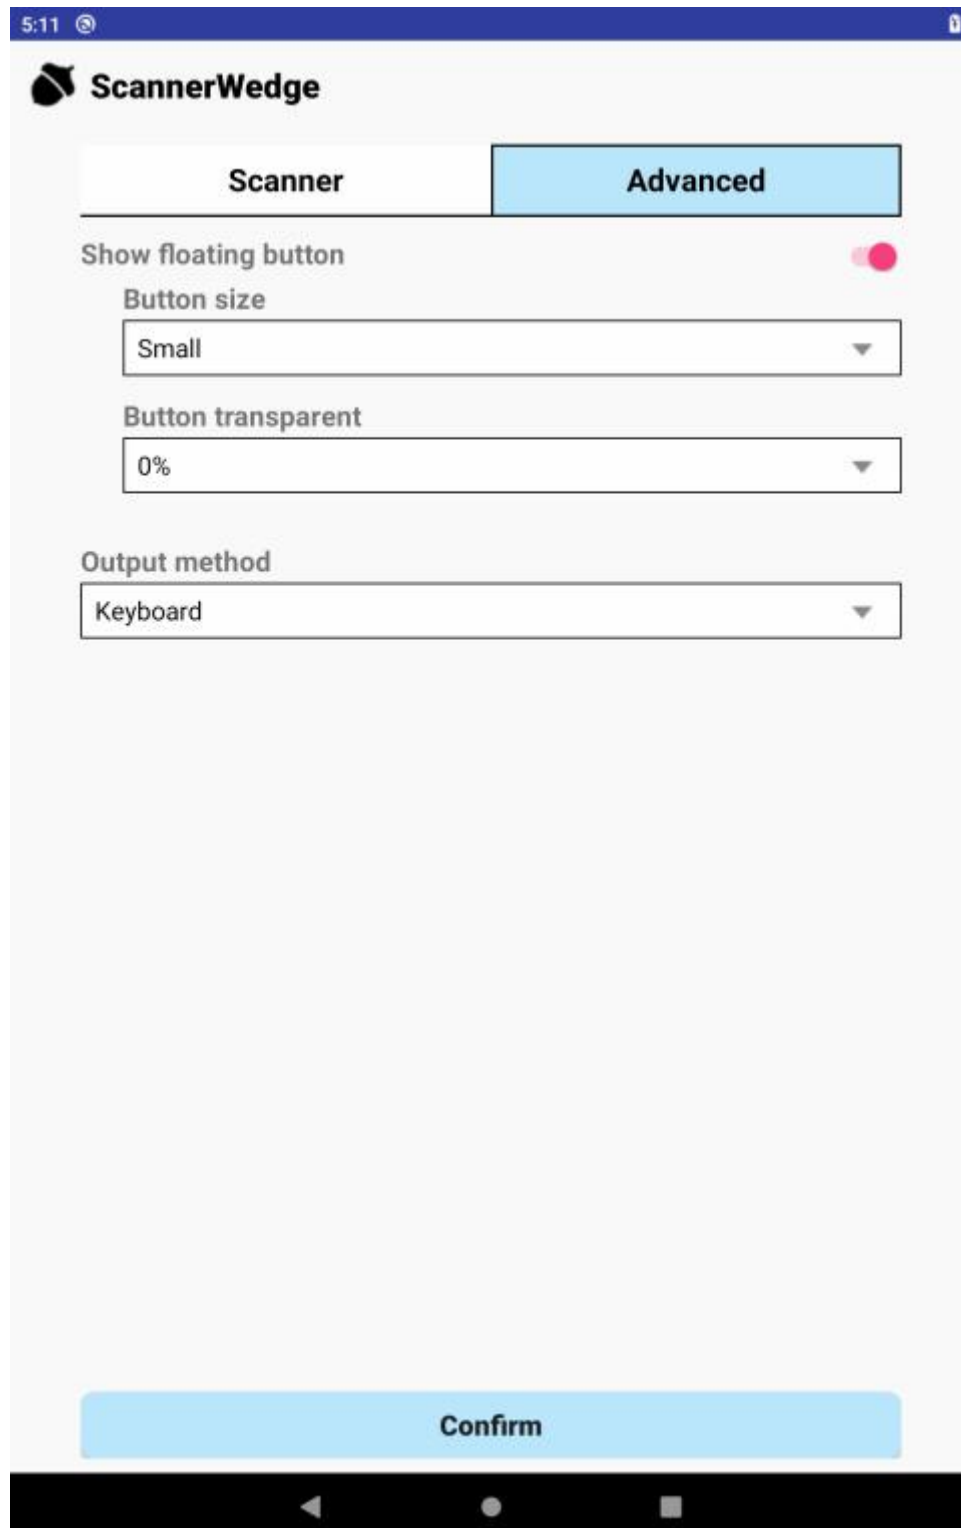 5:11
ScannerWedge
Scanner
Advanced
Show floating button
Button size
Small
Button transparent
0%
Output method
Keyboard
Confirm